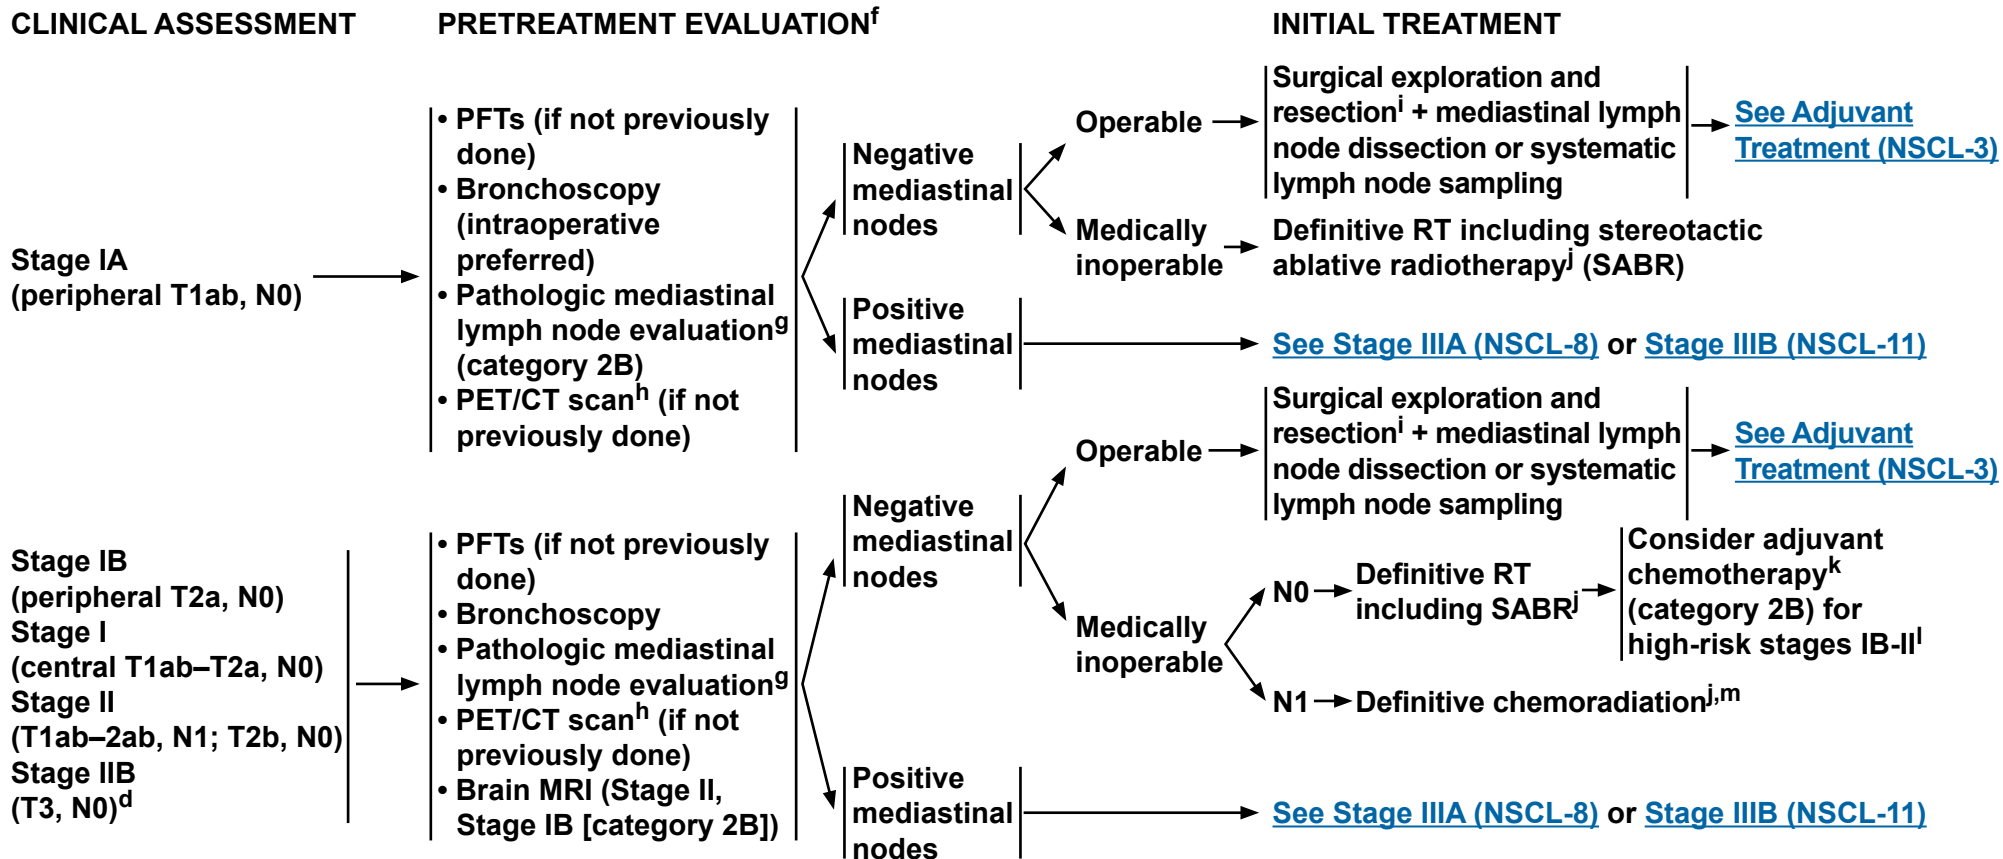 CLINICAL ASSESSMENT
PRETREATMENT EVALUATIONf
INITIAL TREATMENT
Stage IA
(peripheral T1ab, N0)
• PFTs (if not previously
done)
• Bronchoscopy
(intraoperative
preferred)
• Pathologic mediastinal
lymph node evaluationg
(category 2B)
• PET/CT scanh (if not
previously done)
Negative
mediastinal
nodes
Operable
Surgical exploration and
resectioni + mediastinal lymph
node dissection or systematic
lymph node sampling
See Adjuvant
Treatment (NSCL-3)
Medically
inoperable
Definitive RT including stereotactic
ablative radiotherapyj (SABR)
Positive
mediastinal
nodes
See Stage IIIA (NSCL-8) or Stage IIIB (NSCL-11)
Stage IB
(peripheral T2a, N0)
Stage I
(central T1ab–T2a, N0)
Stage II
(T1ab–2ab, N1; T2b, N0)
Stage IIB
(T3, N0)d
• PFTs (if not previously
done)
• Bronchoscopy
• Pathologic mediastinal
lymph node evaluationg
• PET/CT scanh (if not
previously done)
• Brain MRI (Stage II,
Stage IB [category 2B])
Negative
mediastinal
nodes
Operable
Surgical exploration and
resectioni + mediastinal lymph
node dissection or systematic
lymph node sampling
See Adjuvant
Treatment (NSCL-3)
Medically
inoperable
N0
Definitive RT
including SABRj
Consider adjuvant
chemotherapyk
(category 2B) for
high-risk stages IB-IIl
N1
Definitive chemoradiationj,m
Positive
mediastinal
nodes
See Stage IIIA (NSCL-8) or Stage IIIB (NSCL-11)